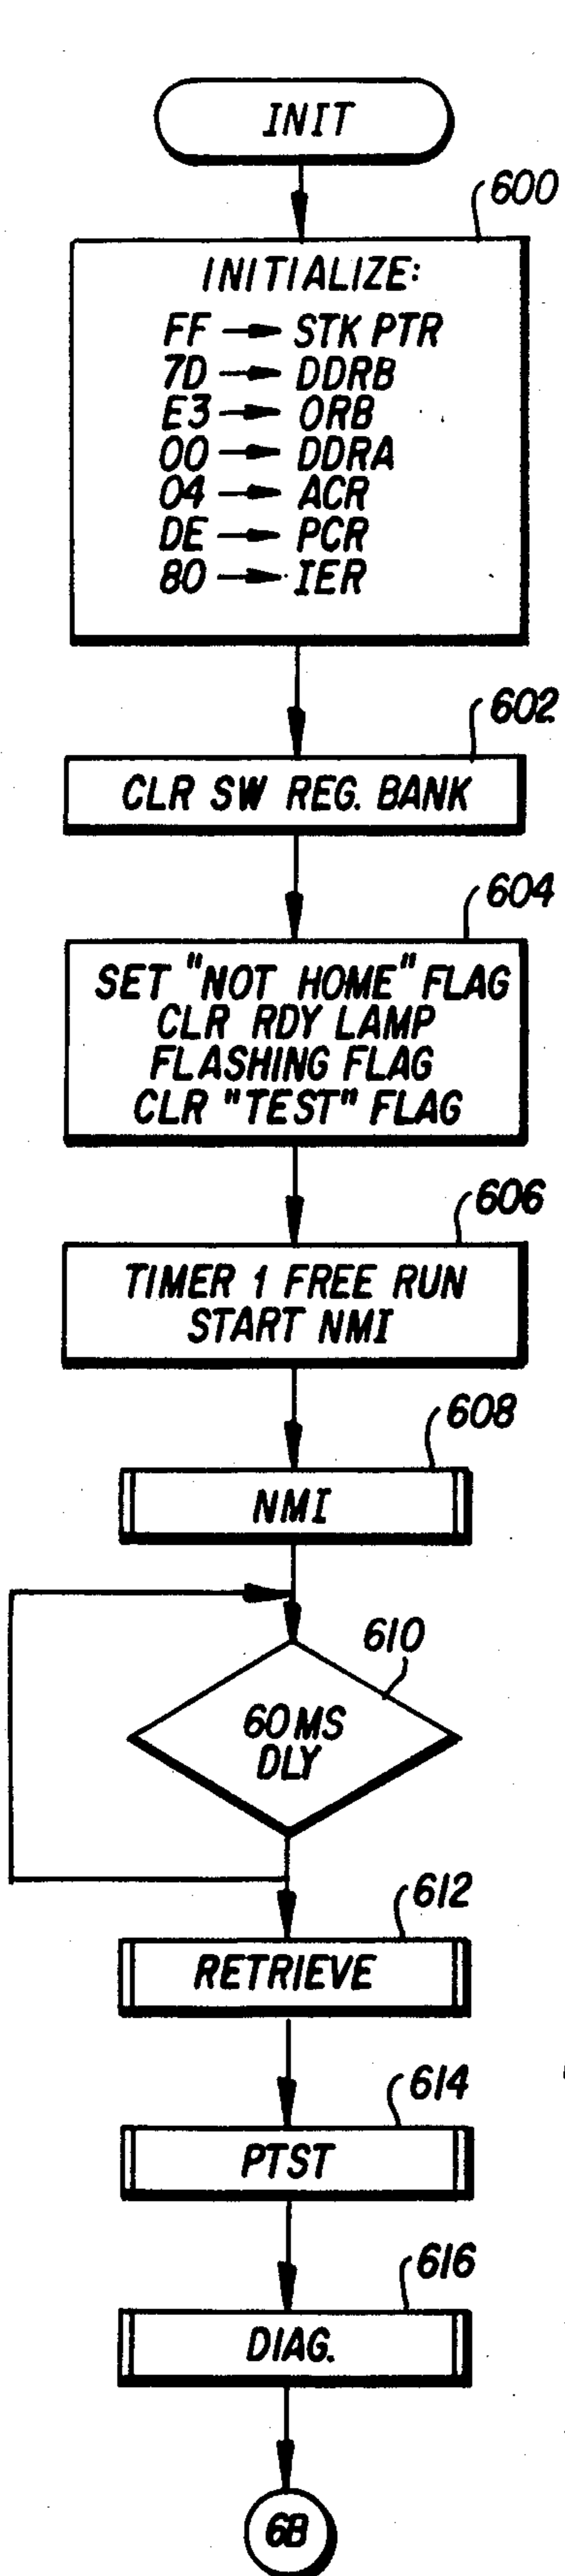 INIT
600
INITIALIZE:
FF → STK PTR
7D → DDRB
E3 → ORB
00 → DDRA
04 → ACR
DE → PCR
80 → IER
602
CLR SW REG. BANK
604
SET "NOT HOME" FLAG
CLR RDY LAMP
FLASHING FLAG
CLR "TEST" FLAG
606
TIMER 1 FREE RUN
START NMI
608
NMI
610
60 MS
DLY
612
RETRIEVE
614
PTST
616
DIAG.
6B